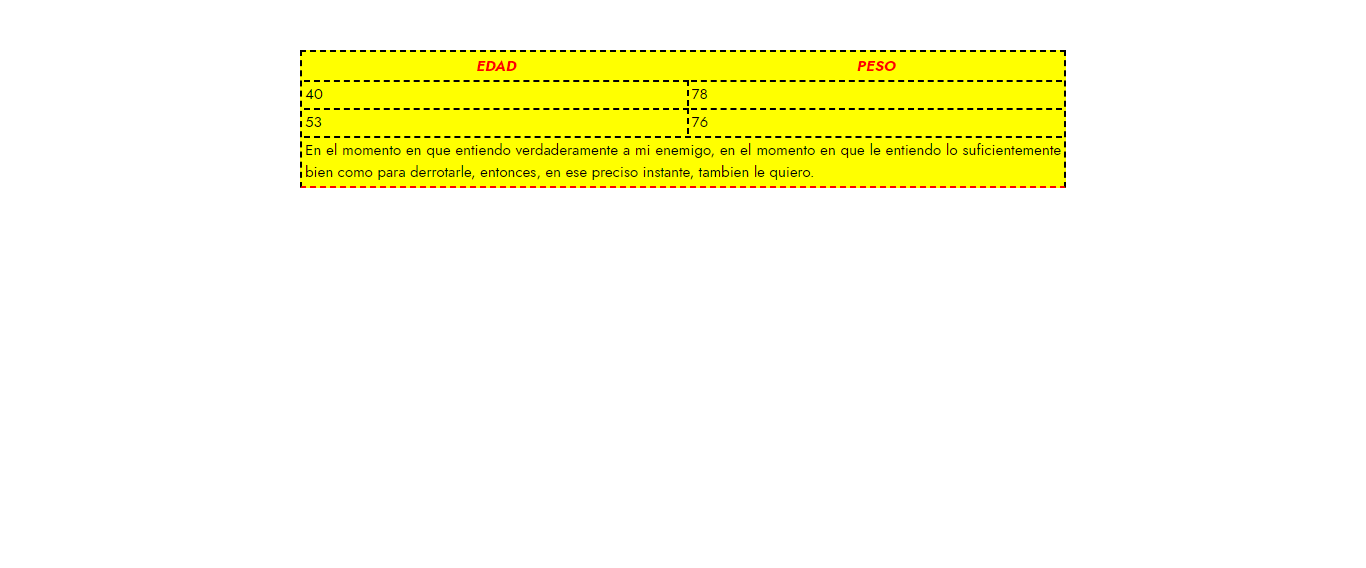 EDAD PESO
40 78
53 76
En el momento en que entiendo verdaderamente a mi enemigo, en el momento en que le entiendo lo suficientemente
bien como para derrotarle, entonces, en ese preciso instante, tambien le quiero.